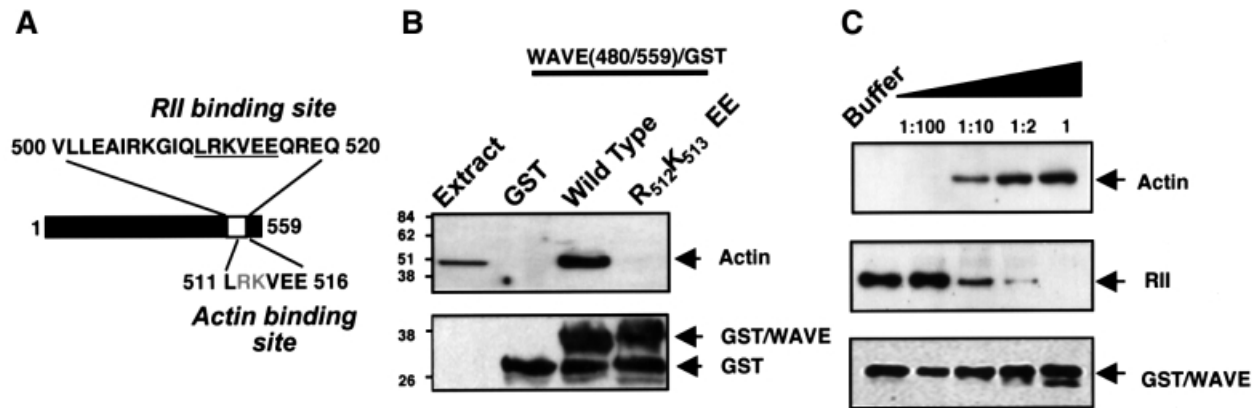 A
RII binding site
500 VLLEAIRKGIQLRKVEEQREQ 520
1
559
511 LRKVEE 516
Actin binding
site
B
WAVE(480/559)/GST
Extract
GST
Wild Type
R512K513 EE
84
62
51
38
Actin
38
26
GST/WAVE
GST
C
Buffer
1:100 1:10 1:2 1
Actin
RII
GST/WAVE